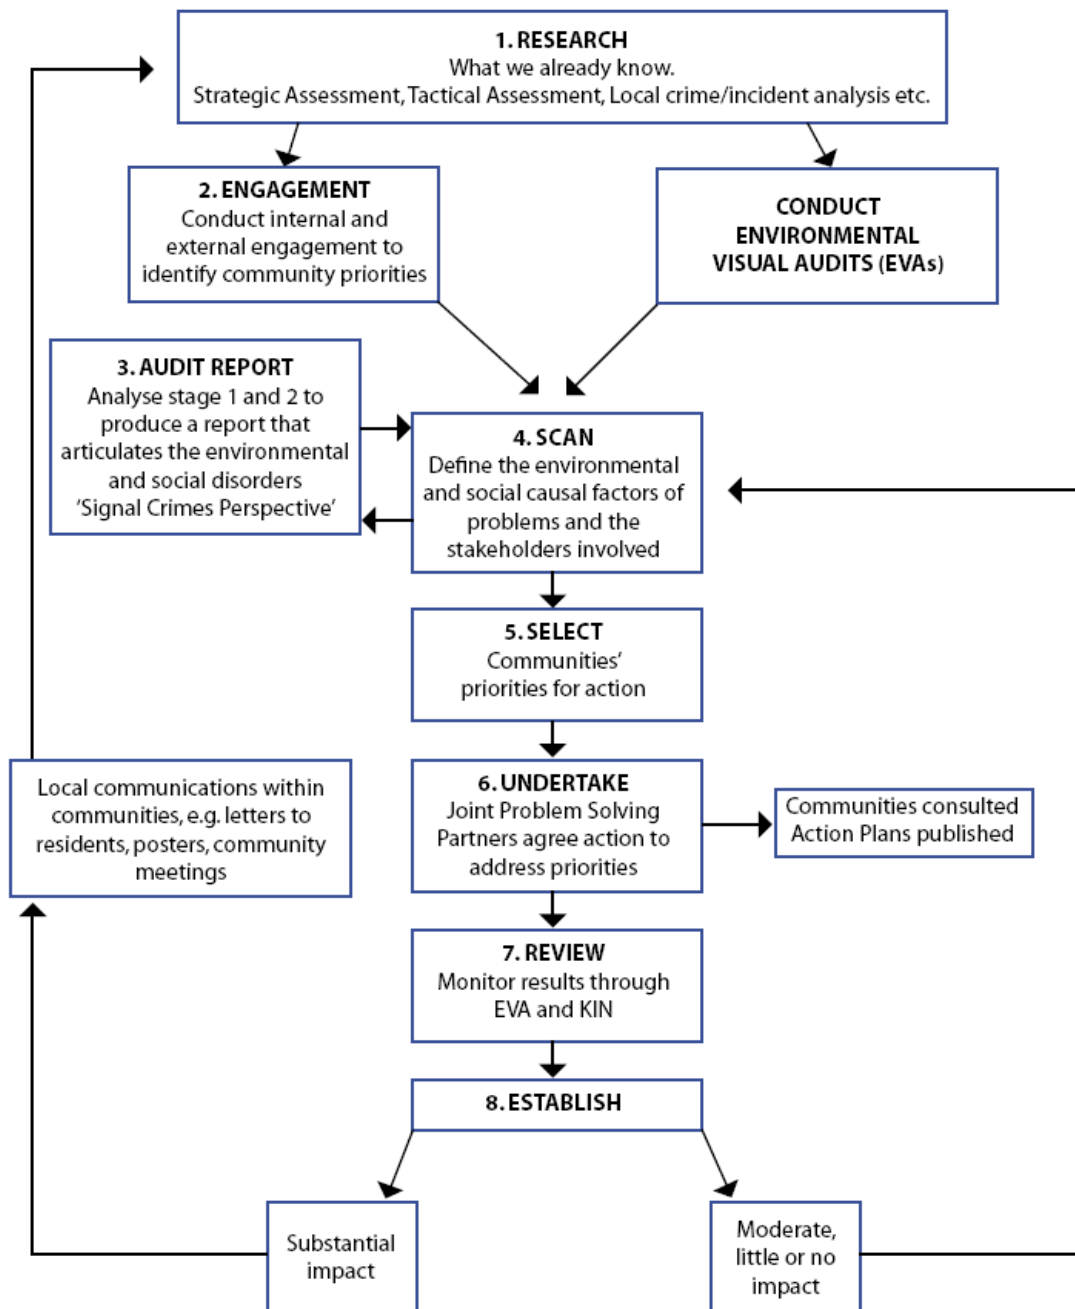 1. RESEARCH
What we already know.
Strategic Assessment, Tactical Assessment, Local crime/incident analysis etc.
2. ENGAGEMENT
Conduct internal and
external engagement to
identify community priorities
CONDUCT
ENVIRONMENTAL
VISUAL AUDITS (EVAs)
3. AUDIT REPORT
Analyse stage 1 and 2 to
produce a report that
articulates the environmental
and social disorders
‘Signal Crimes Perspective’
4. SCAN
Define the environmental
and social causal factors of
problems and the
stakeholders involved
5. SELECT
Communities’
priorities for action
Local communications within
communities, e.g. letters to
residents, posters, community
meetings
6. UNDERTAKE
Joint Problem Solving
Partners agree action to
address priorities
Communities consulted
Action Plans published
7. REVIEW
Monitor results through
EVA and KIN
8. ESTABLISH
Substantial
impact
Moderate,
little or no
impact